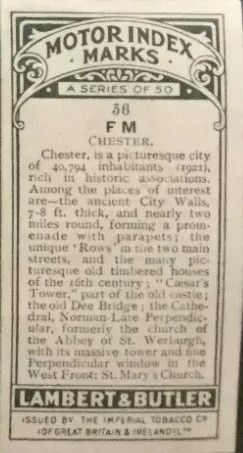 MOTOR INDEX
MARKS
A SERIES OF 50
36
FM
CHESTER.
Chester, is a picturesque city
of 40,794 inhabitants (1921),
rich in historic associations.
Among the places of interest
are—the ancient City Walls,
7-8 ft. thick, and nearly two
miles round, forming a prom-
enade with parapets; the
unique 'Rows' in the two main
streets, and the many pic-
turesque old timbered houses
of the 16th century; "Cæsar's
Tower," part of the old castle;
the old Dee Bridge; the Cathe-
dral, Norman-Late Perpendic-
ular, formerly the church of
the Abbey of St. Werburgh,
with its massive tower and fine
Perpendicular window in the
West Front; St. Mary's Church.
LAMBERT & BUTLER
ISSUED BY THE IMPERIAL TOBACCO CO
(OF GREAT BRITAIN & IRELAND), LTD